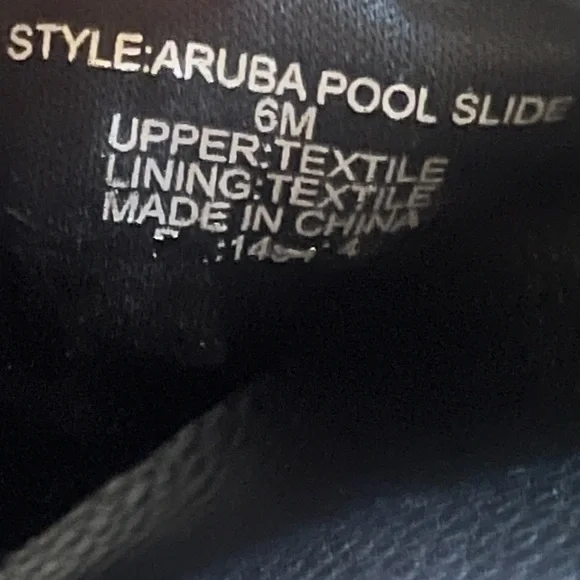 STYLE:ARUBA POOL SLIDE
6M
UPPER:TEXTILE
LINING:TEXTILE
MADE IN CHINA